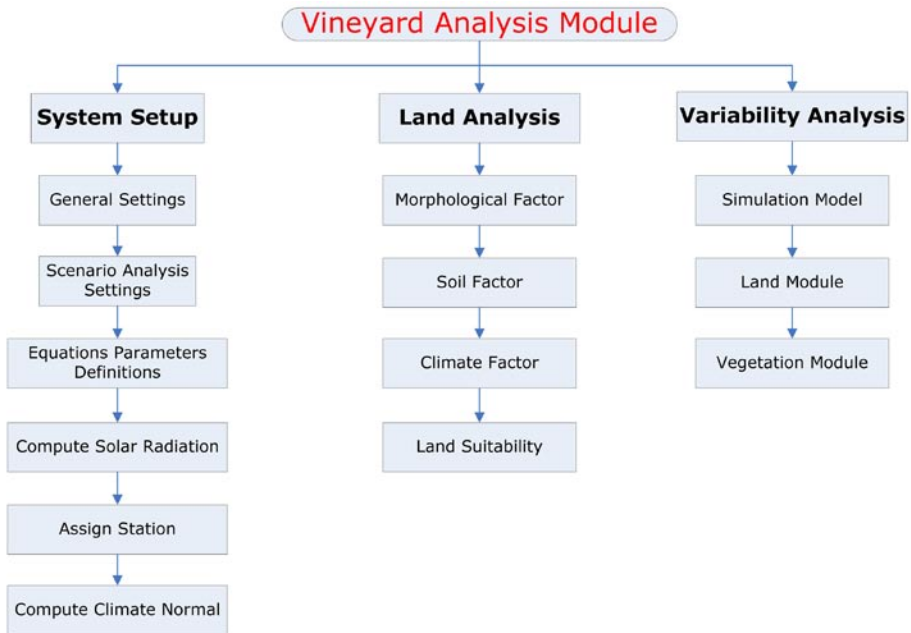 Vineyard Analysis Module
System Setup
General Settings
Scenario Analysis
Settings
Equations Parameters
Definitions
Compute Solar Radiation
Assign Station
Compute Climate Normal
Land Analysis
Morphological Factor
Soil Factor
Climate Factor
Land Suitability
Variability Analysis
Simulation Model
Land Module
Vegetation Module